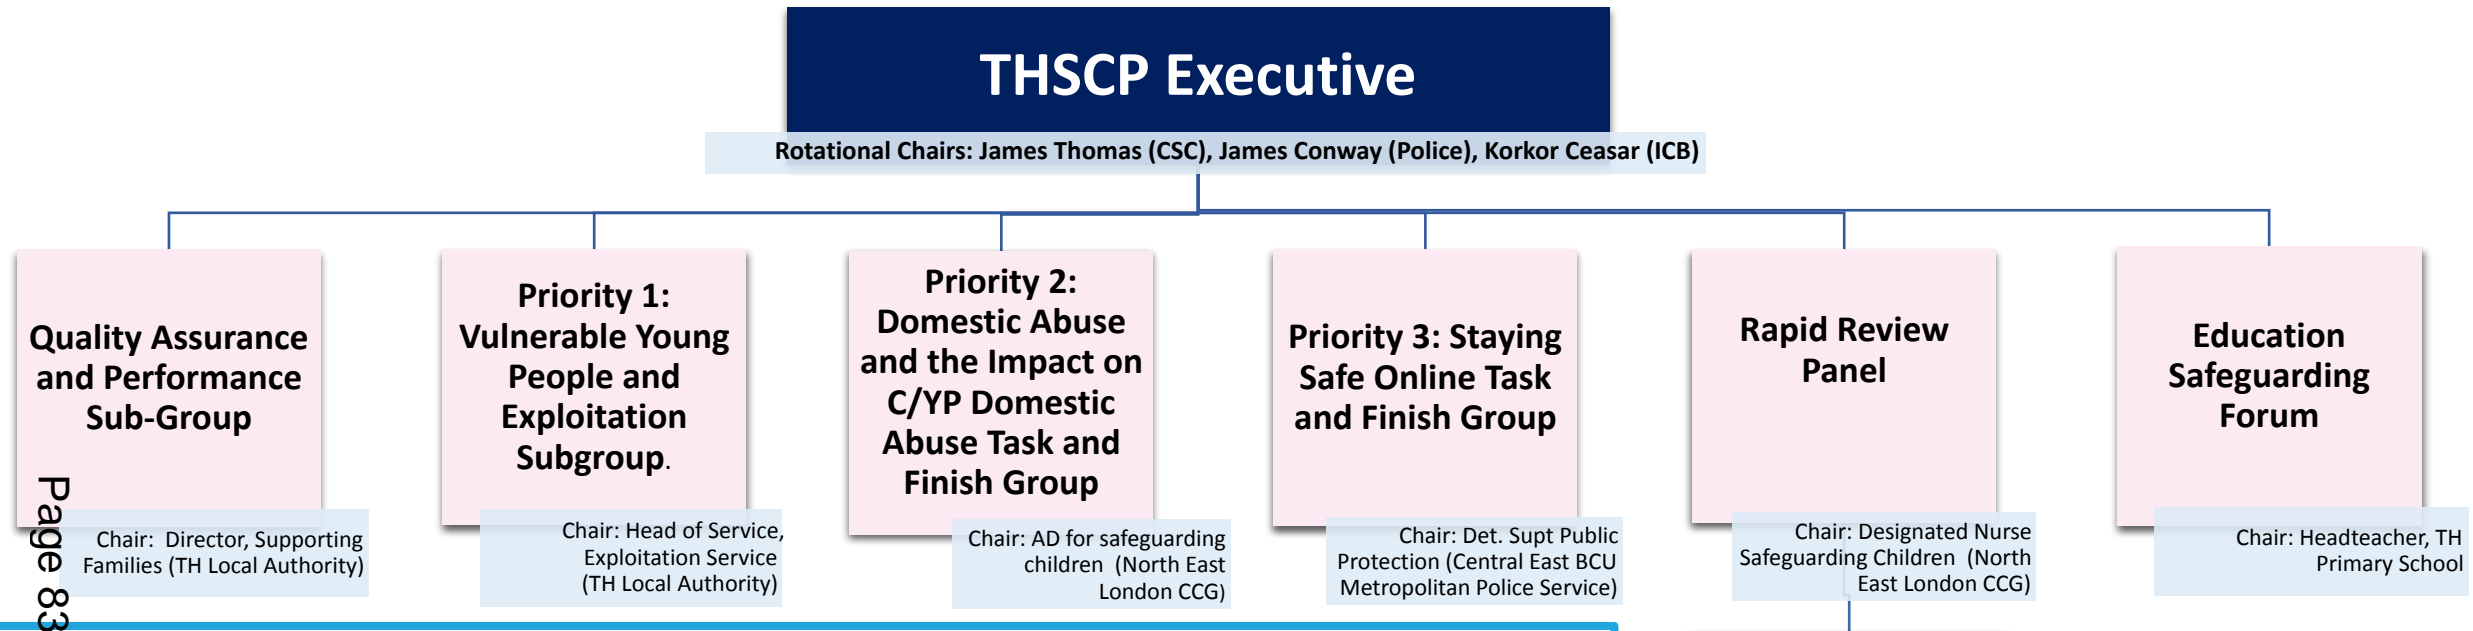 THSCP Executive
Rotational Chairs: James Thomas (CSC), James Conway (Police), Korkor Ceasar (ICB)
Quality Assurance
and Performance
Sub-Group
Chair: Director, Supporting
Families (TH Local Authority)
Priority 1:
Vulnerable Young
People and
Exploitation
Subgroup.
Chair: Head of Service,
Exploitation Service
(TH Local Authority)
Priority 2:
Domestic Abuse
and the Impact on
C/YP Domestic
Abuse Task and
Finish Group
Chair: AD for safeguarding
children (North East
London CCG)
Priority 3: Staying
Safe Online Task
and Finish Group
Chair: Det. Supt Public
Protection (Central East BCU
Metropolitan Police Service)
Rapid Review
Panel
Chair: Designated Nurse
Safeguarding Children (North
East London CCG)
Education
Safeguarding
Forum
Chair: Headteacher, TH
Primary School
Page 83